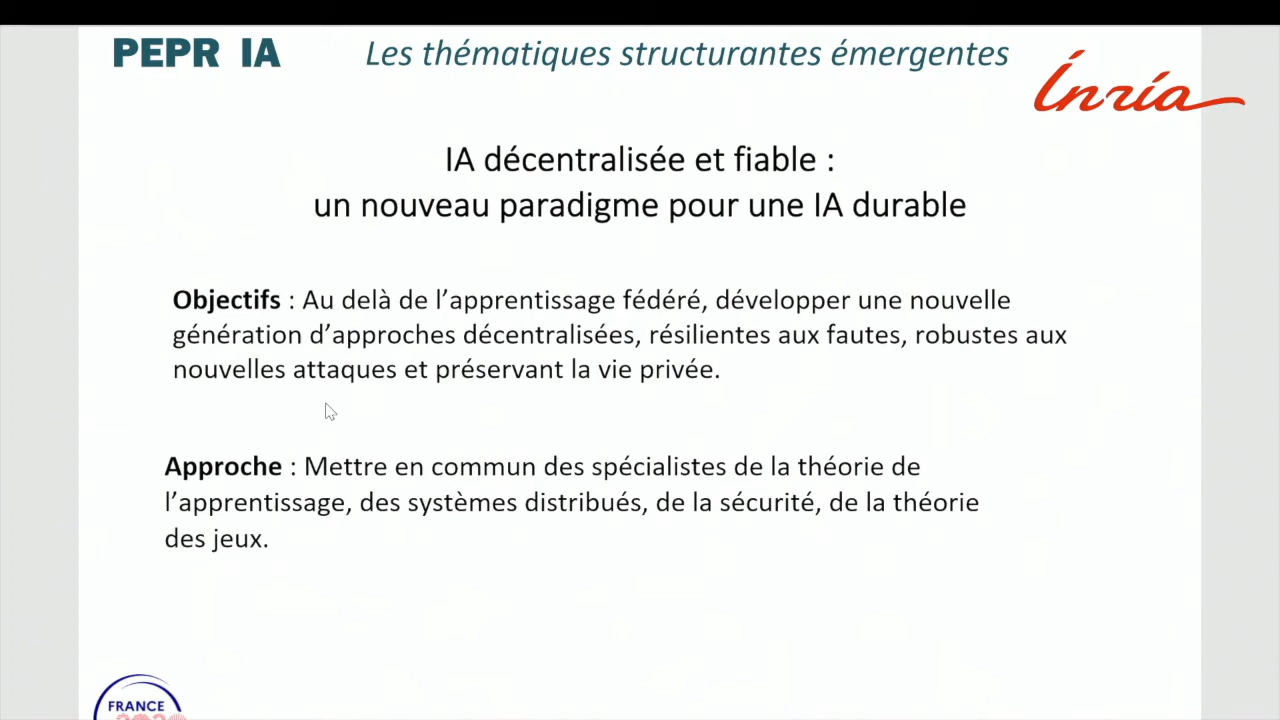 PEPR IA
Les thématiques structurantes émergentes
Inria
IA décentralisée et fiable :
un nouveau paradigme pour une IA durable
Objectifs : Au delà de l’apprentissage fédéré, développer une nouvelle
génération d’approches décentralisées, résilientes aux fautes, robustes aux
nouvelles attaques et préservant la vie privée.
Approche : Mettre en commun des spécialistes de la théorie de
l’apprentissage, des systèmes distribués, de la sécurité, de la théorie
des jeux.
FRANCE